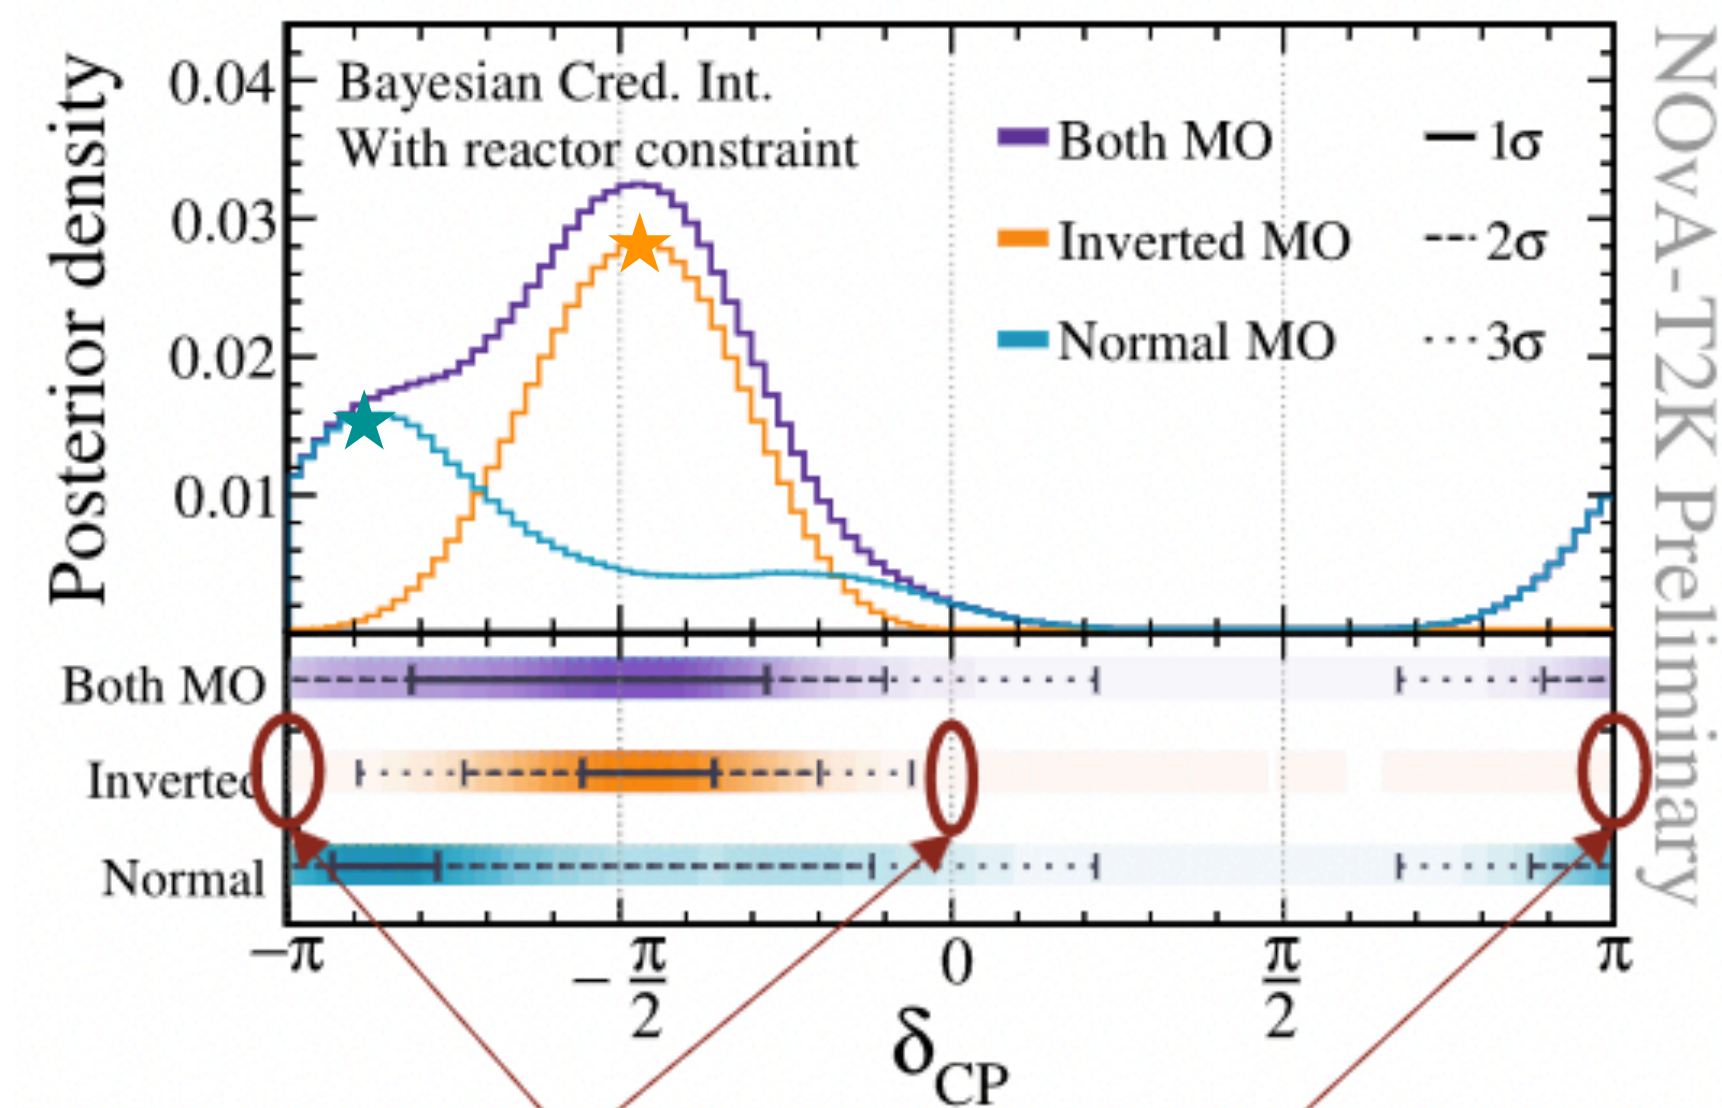 Posterior density
0.04
0.03
0.02
0.01
Bayesian Cred. Int.
With reactor constraint
Both MO
1σ
Inverted MO
2σ
Normal MO
3σ
NOvA-T2K Preliminary
Both MO
Inverted
Normal
−π
−π/2
0
π/2
π
δCP